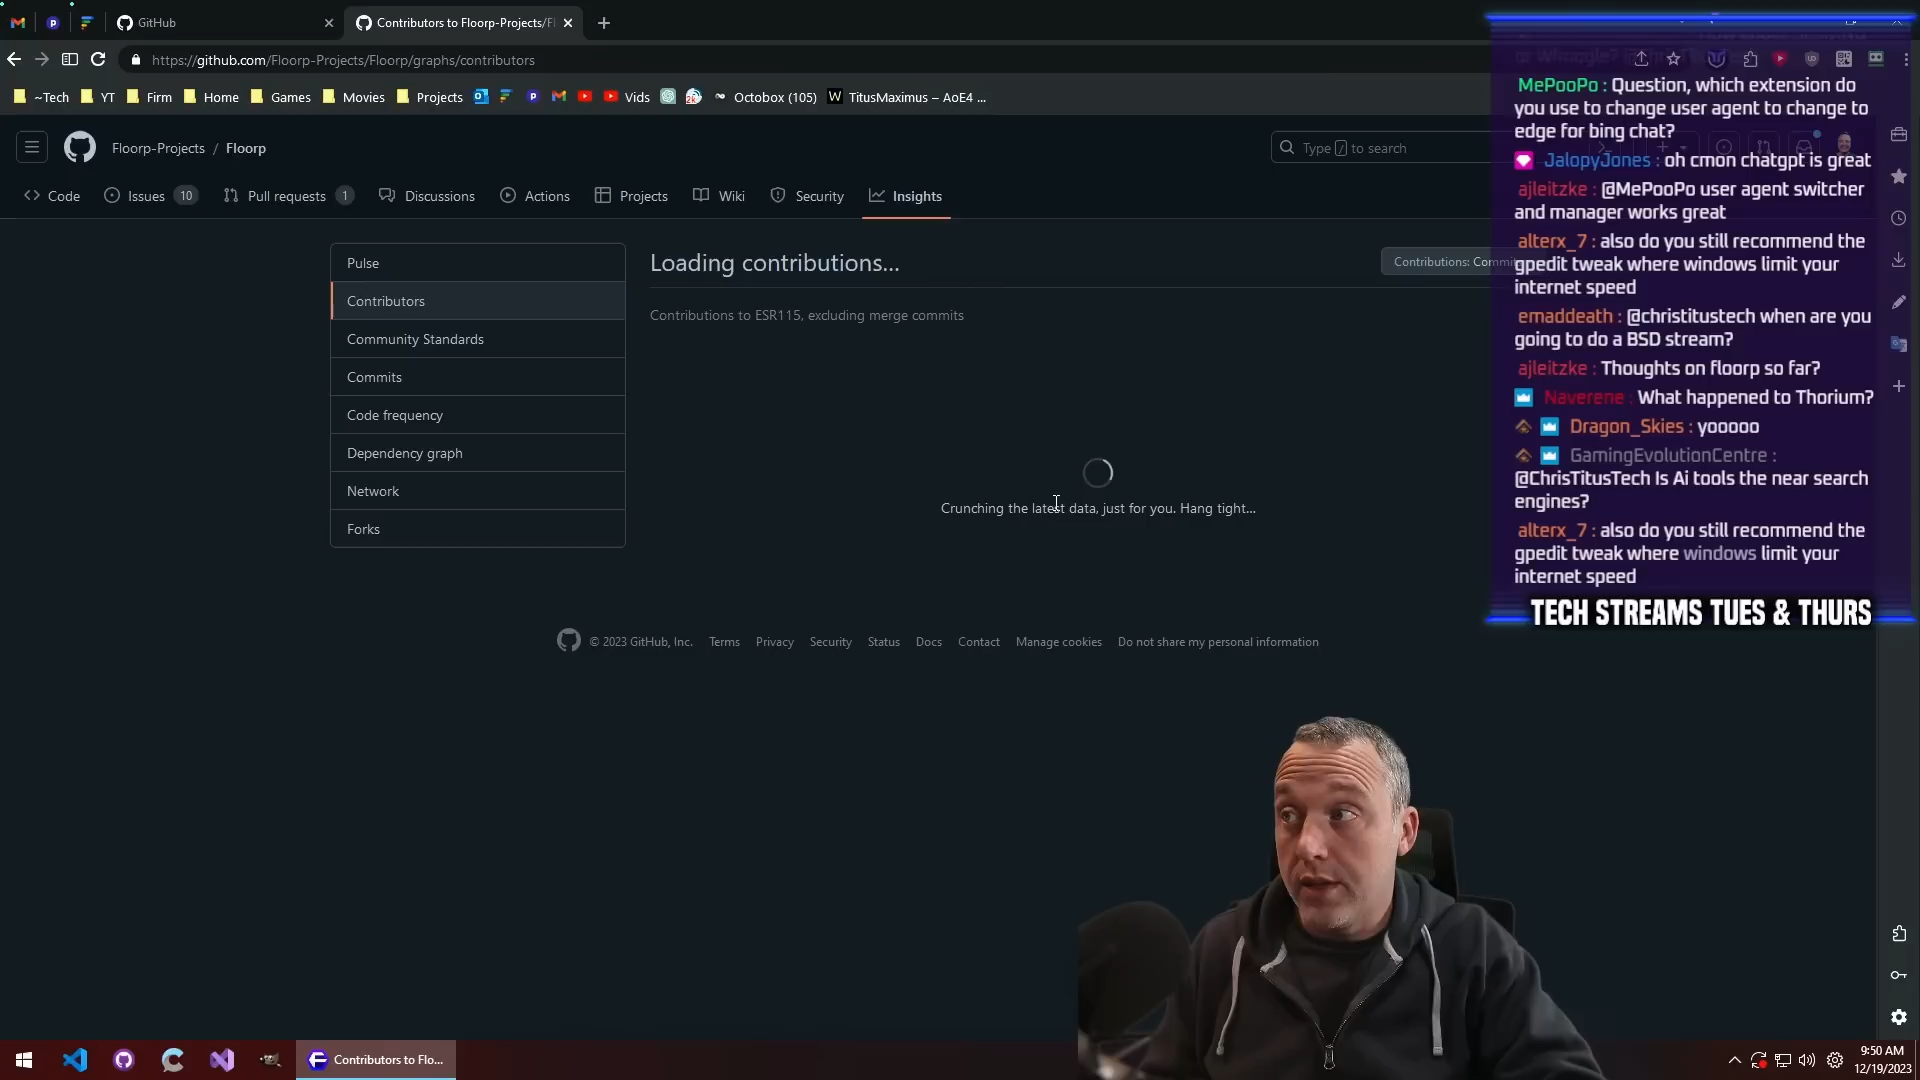 GitHub
Contributors to Floorp-Projects/Fl
https://github.com/Floorp-Projects/Floorp/graphs/contributors
~Tech YT Firm Home Games Movies Projects Vids Octobox (105) TitusMaximus – AoE4 ...
Floorp-Projects / Floorp
Type / to search
Code Issues 10 Pull requests 1 Discussions Actions Projects Wiki Security Insights
Pulse
Contributors
Community Standards
Commits
Code frequency
Dependency graph
Network
Forks
Loading contributions…
Contributions: Commit
Contributions to ESR115, excluding merge commits
Crunching the latest data, just for you. Hang tight…
© 2023 GitHub, Inc. Terms Privacy Security Status Docs Contact Manage cookies Do not share my personal information
MePooPo : Question, which extension do
you use to change user agent to change to
edge for bing chat?
JalopyJones : oh cmon chatgpt is great
ajleitzke : @MePooPo user agent switcher
and manager works great
alterx_7 : also do you still recommend the
gpedit tweak where windows limit your
internet speed
emaddeath : @christitustech when are you
going to do a BSD stream?
ajleitzke : Thoughts on floorp so far?
Naverene : What happened to Thorium?
Dragon_Skies : yooooo
GamingEvolutionCentre :
@ChrisTitusTech Is Ai tools the near search
engines?
alterx_7 : also do you still recommend the
gpedit tweak where windows limit your
internet speed
TECH STREAMS TUES & THURS
Contributors to Flo...
9:50 AM
12/19/2023